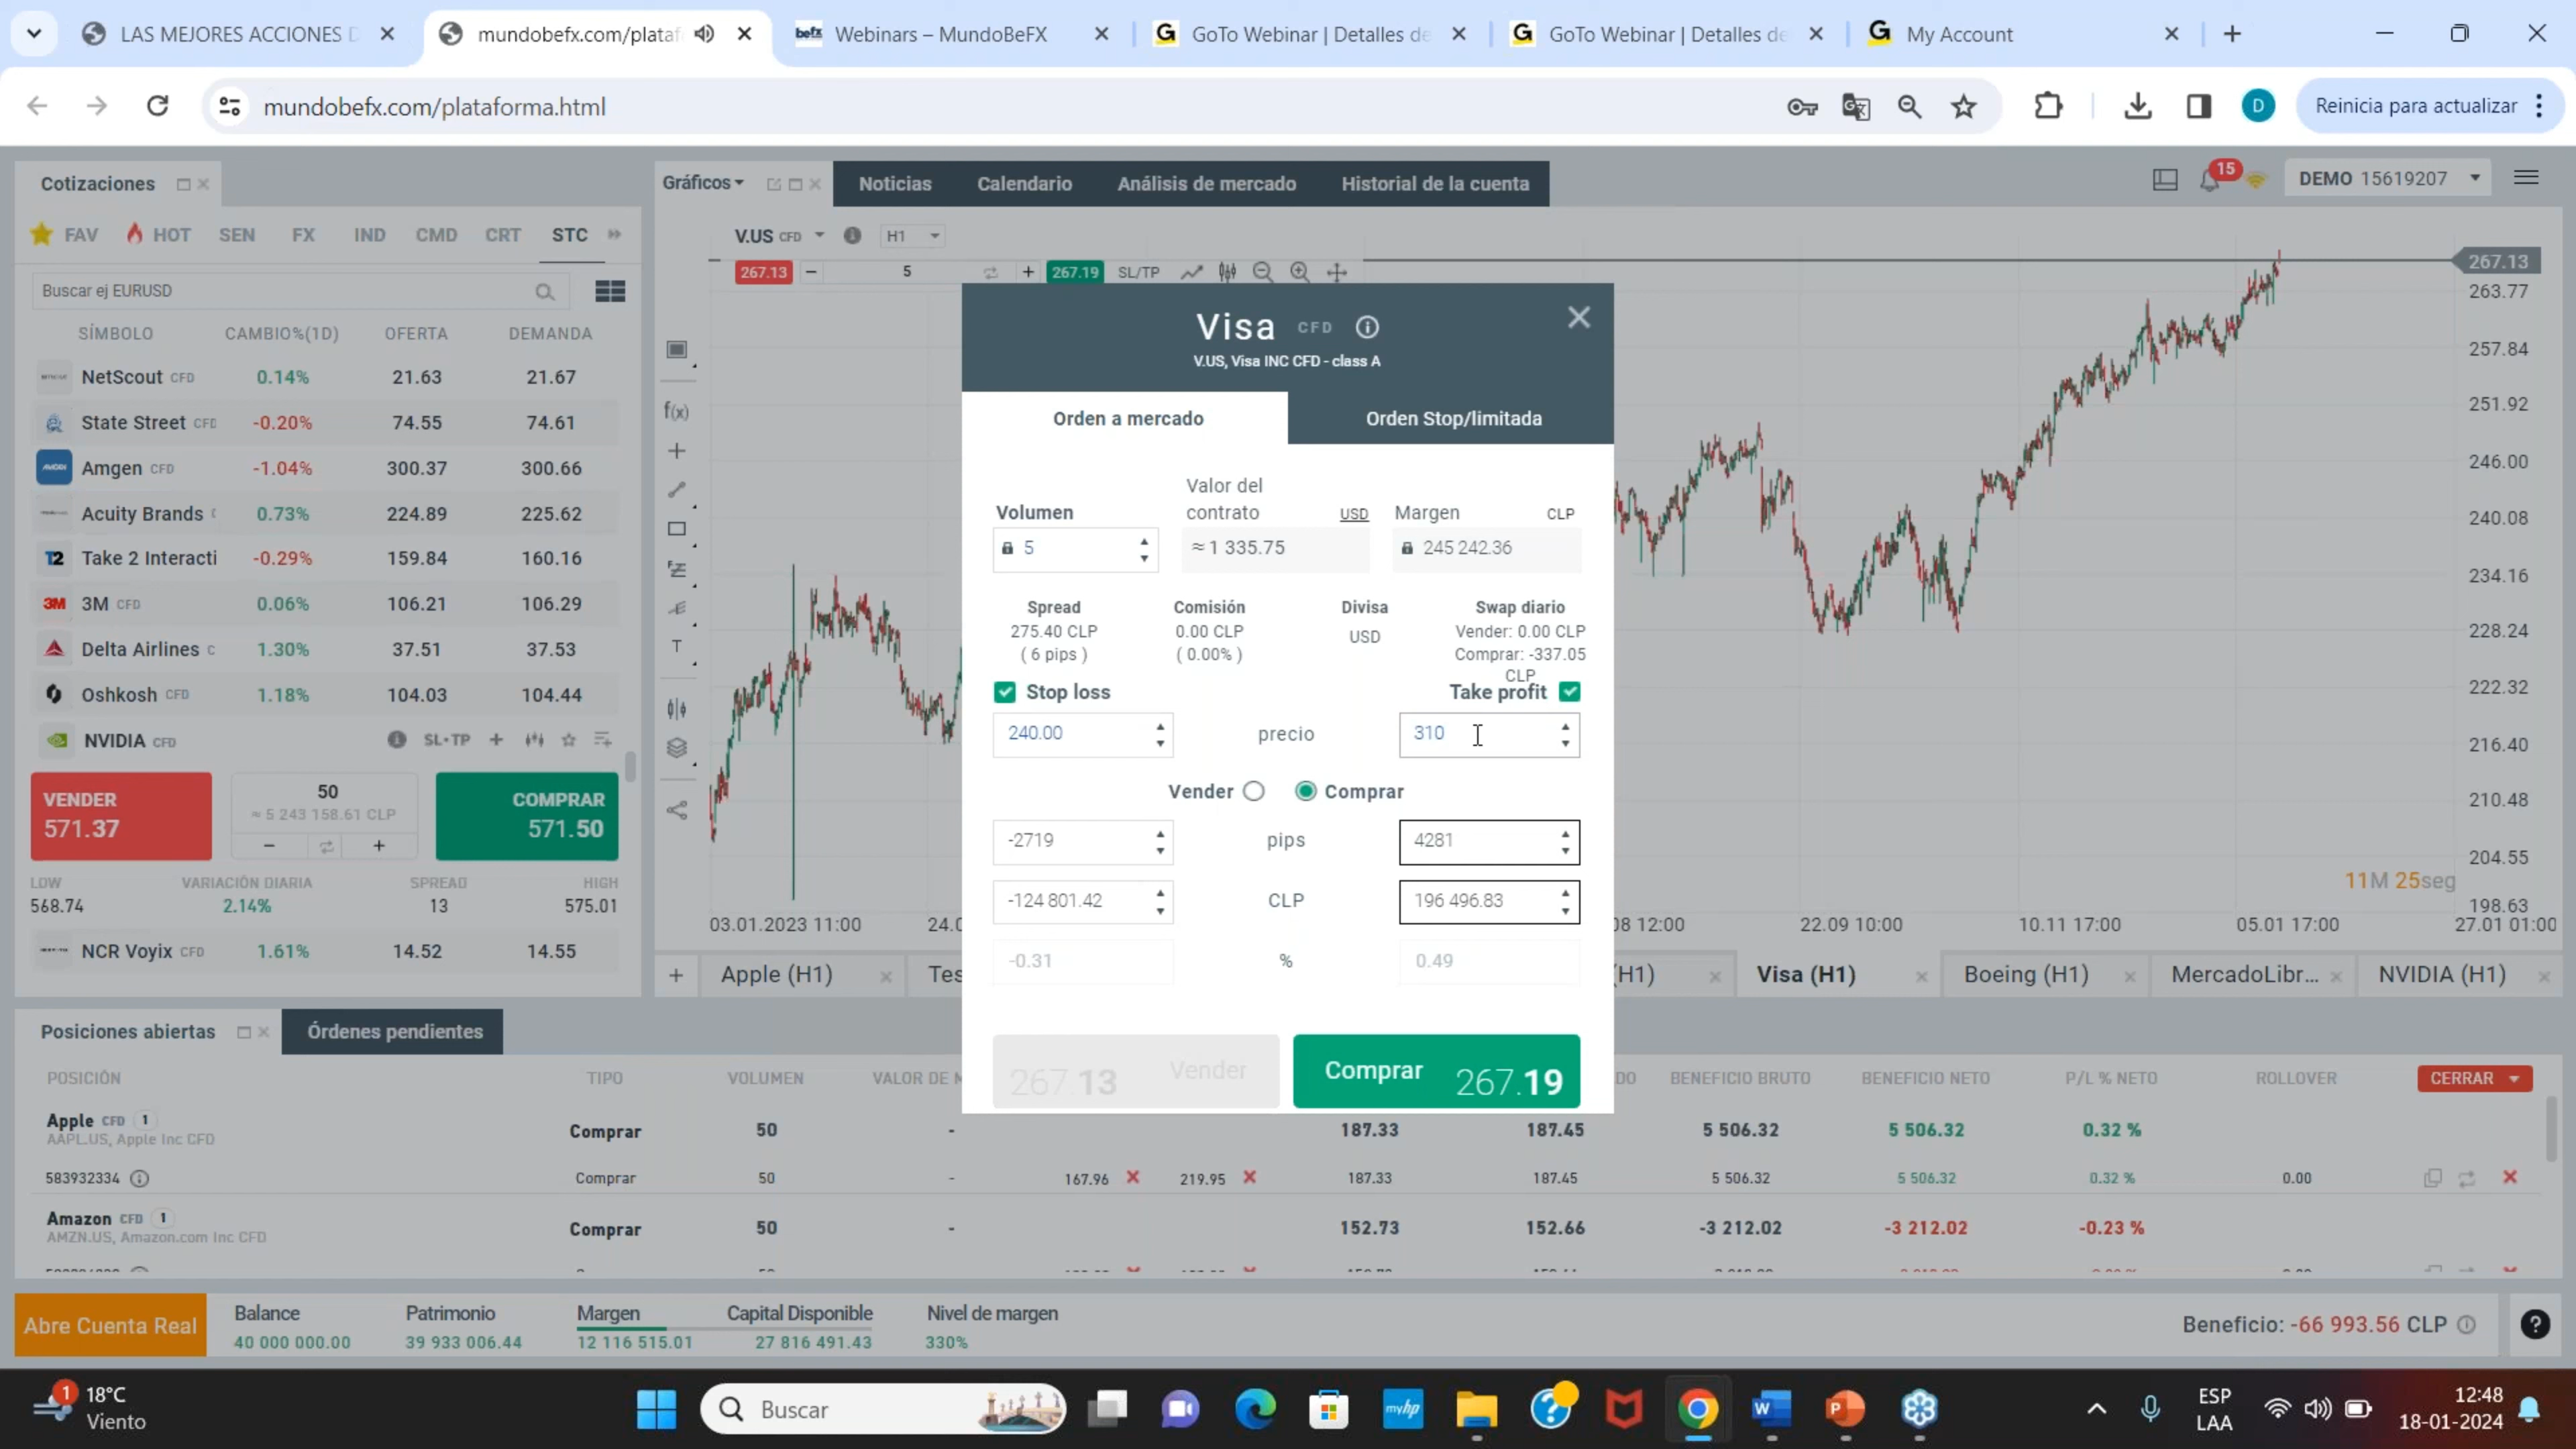 LAS MEJORES ACCIONES D
mundobefx.com/plataf
Webinars – MundoBeFX
GoTo Webinar | Detalles de
GoTo Webinar | Detalles de
My Account
mundobefx.com/plataforma.html
Reinicia para actualizar
Cotizaciones
Gráficos
Noticias
Calendario
Análisis de mercado
Historial de la cuenta
15
DEMO 15619207
FAV HOT SEN FX IND CMD CRT STC
V.US CFD H1
Buscar ej EURUSD
267.13 5 267.19 SL/TP
SÍMBOLO CAMBIO%(1D) OFERTA DEMANDA
NetScout CFD 0.14% 21.63 21.67
State Street CFD -0.20% 74.55 74.61
Amgen CFD -1.04% 300.37 300.66
Acuity Brands 0.73% 224.89 225.62
Take 2 Interacti -0.29% 159.84 160.16
3M CFD 0.06% 106.21 106.29
Delta Airlines C 1.30% 37.51 37.53
Oshkosh CFD 1.18% 104.03 104.44
NVIDIA CFD SL•TP
VENDER
571.37
50
≈ 5 243 158.61 CLP
COMPRAR
571.50
LOW VARIACIÓN DIARIA SPREAD HIGH
568.74 2.14% 13 575.01
NCR Voyix CFD 1.61% 14.52 14.55
f(x)
T
Visa CFD
V.US, Visa INC CFD - class A
Orden a mercado
Orden Stop/limitada
Volumen
Valor del
contrato USD
Margen CLP
5
≈ 1 335.75
245 242.36
Spread Comisión Divisa Swap diario
275.40 CLP 0.00 CLP USD Vender: 0.00 CLP
( 6 pips ) ( 0.00% ) Comprar: -337.05
CLP
Stop loss Take profit
240.00 precio 310
Vender Comprar
-2719 pips 4281
-124 801.42 CLP 196 496.83
-0.31 % 0.49
267.13 Vender
Comprar 267.19
267.13
263.77
257.84
251.92
246.00
240.08
234.16
228.24
222.32
216.40
210.48
204.55
198.63
11M 25seg
03.01.2023 11:00 24.0 08 12:00 22.09 10:00 10.11 17:00 05.01 17:00 27.01 01:00
Apple (H1) Tes (H1) Visa (H1) Boeing (H1) MercadoLibr... NVIDIA (H1)
Posiciones abiertas
Órdenes pendientes
POSICIÓN TIPO VOLUMEN VALOR DE M DO BENEFICIO BRUTO BENEFICIO NETO P/L % NETO ROLLOVER CERRAR
Apple CFD 1 Comprar 50 - 187.33 187.45 5 506.32 5 506.32 0.32 %
AAPL.US, Apple Inc CFD
583932334 Comprar 50 - 167.96 219.95 187.33 187.45 5 506.32 5 506.32 0.32 % 0.00
Amazon CFD 1 Comprar 50 - 152.73 152.66 -3 212.02 -3 212.02 -0.23 %
AMZN.US, Amazon.com Inc CFD
Abre Cuenta Real
Balance Patrimonio Margen Capital Disponible Nivel de margen
40 000 000.00 39 933 006.44 12 116 515.01 27 816 491.43 330%
Beneficio: -66 993.56 CLP
1
18°C
Viento
Buscar
myhp
ESP
LAA
12:48
18-01-2024